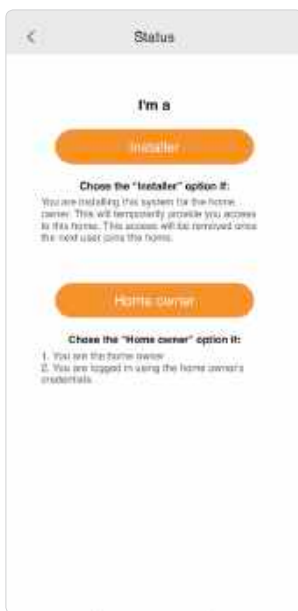 Status
I'm a
Installer
Chose the "Installer" option if:
You are installing this system for the home
owner. This will temporarily provide you access
to this home. This access will be removed once
the next user joins the home.
Home owner
Chose the "Home owner" option if:
1. You are the home owner
2. You are logged in using the home owner's
credentials